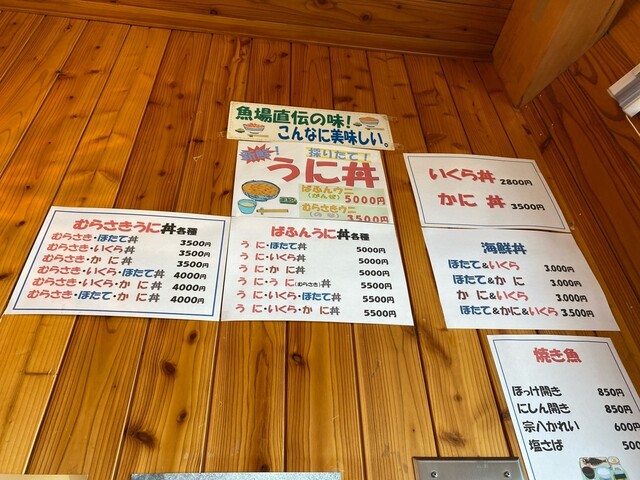 魚場直伝の味！
こんなに美味しい。
採りたて！
うに丼
ばふんウニ
5000円
むらさきウニ
3500円
むらさきうに丼各種
むらさき・ほたて丼 3500円
むらさき・いくら丼 3500円
むらさき・かに丼 3500円
むらさき・いくら・ほたて丼 4000円
むらさき・いくら・かに丼 4000円
むらさき・ほたて・かに丼 4000円
ばふんうに丼各種
うに・ほたて丼 5000円
うに・いくら丼 5000円
うに・かに丼 5000円
うに・うに(むらさき)丼 5500円
うに・いくら・ほたて丼 5500円
うに・いくら・かに丼 5500円
いくら丼 2800円
かに丼 3500円
海鮮丼
ほたて&いくら 3.000円
ほたて&かに 3.000円
かに&いくら 3.000円
ほたて&かに&いくら 3.500円
焼き魚
ほっけ開き 850円
にしん開き 850円
宗八かれい 600円
塩さば